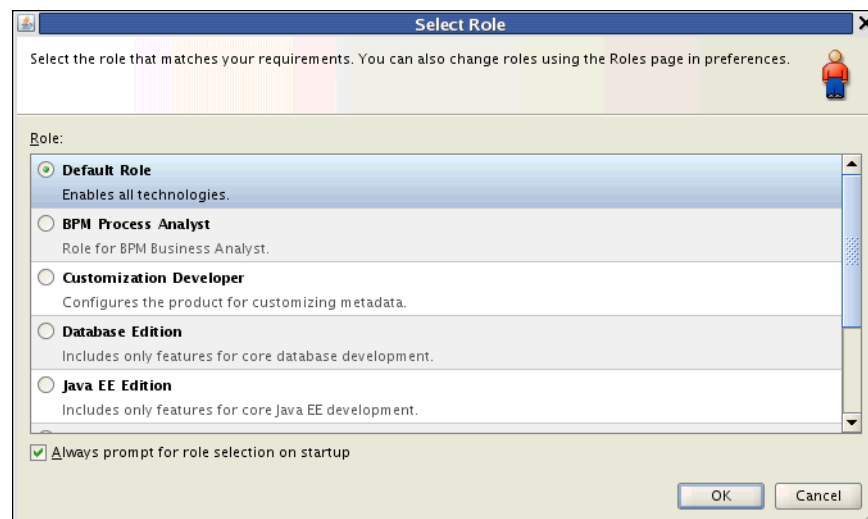 Select Role
Select the role that matches your requirements. You can also change roles using the Roles page in preferences.
Role:
Default Role
Enables all technologies.
BPM Process Analyst
Role for BPM Business Analyst.
Customization Developer
Configures the product for customizing metadata.
Database Edition
Includes only features for core database development.
Java EE Edition
Includes only features for core Java EE development.
Always prompt for role selection on startup
OK Cancel